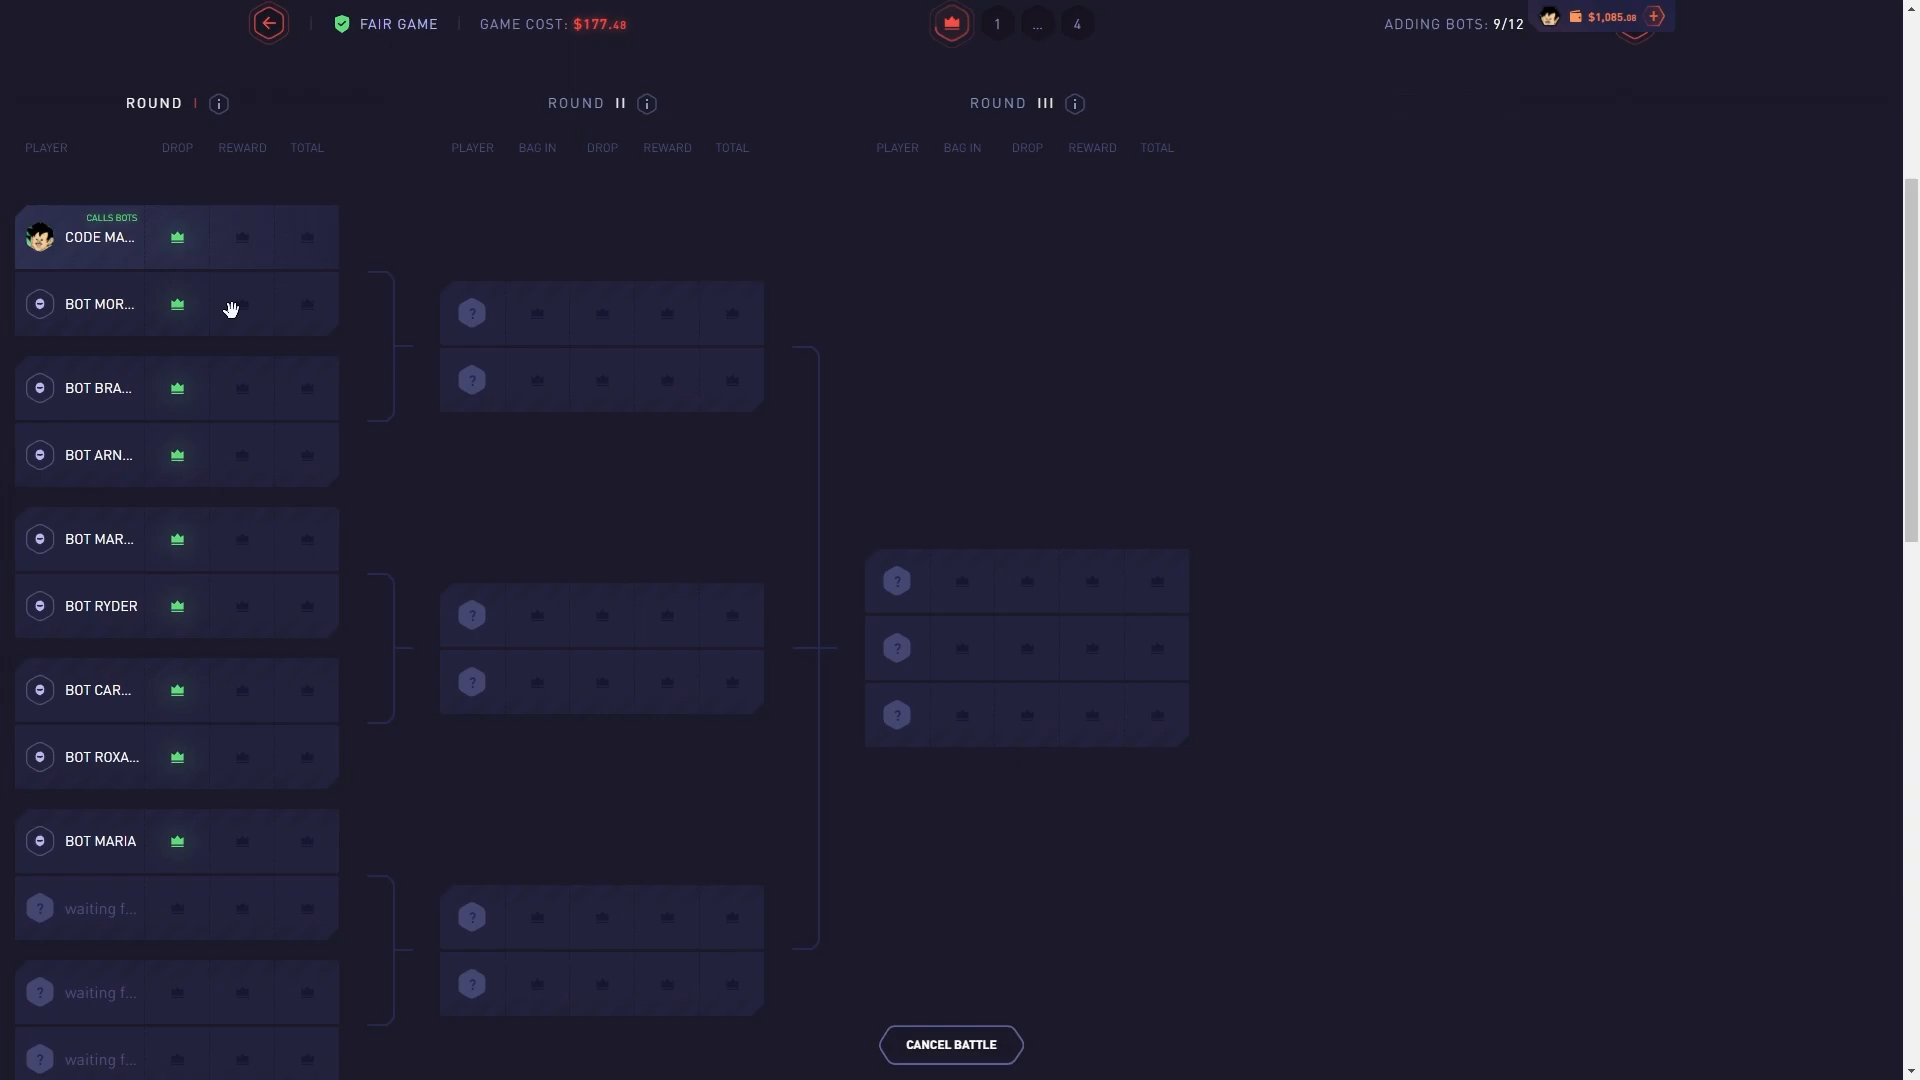 FAIR GAME
GAME COST: $177.48
1
...
4
ADDING BOTS: 9/12
$1,085.08
ROUND I
ROUND II
ROUND III
PLAYER DROP REWARD TOTAL
PLAYER BAG IN DROP REWARD TOTAL
PLAYER BAG IN DROP REWARD TOTAL
CALLS BOTS
CODE MA...
BOT MOR...
BOT BRA...
BOT ARN...
BOT MAR...
BOT RYDER
BOT CAR...
BOT ROXA...
BOT MARIA
? waiting f...
? waiting f...
? waiting f...
?
?
?
?
?
?
?
?
?
CANCEL BATTLE